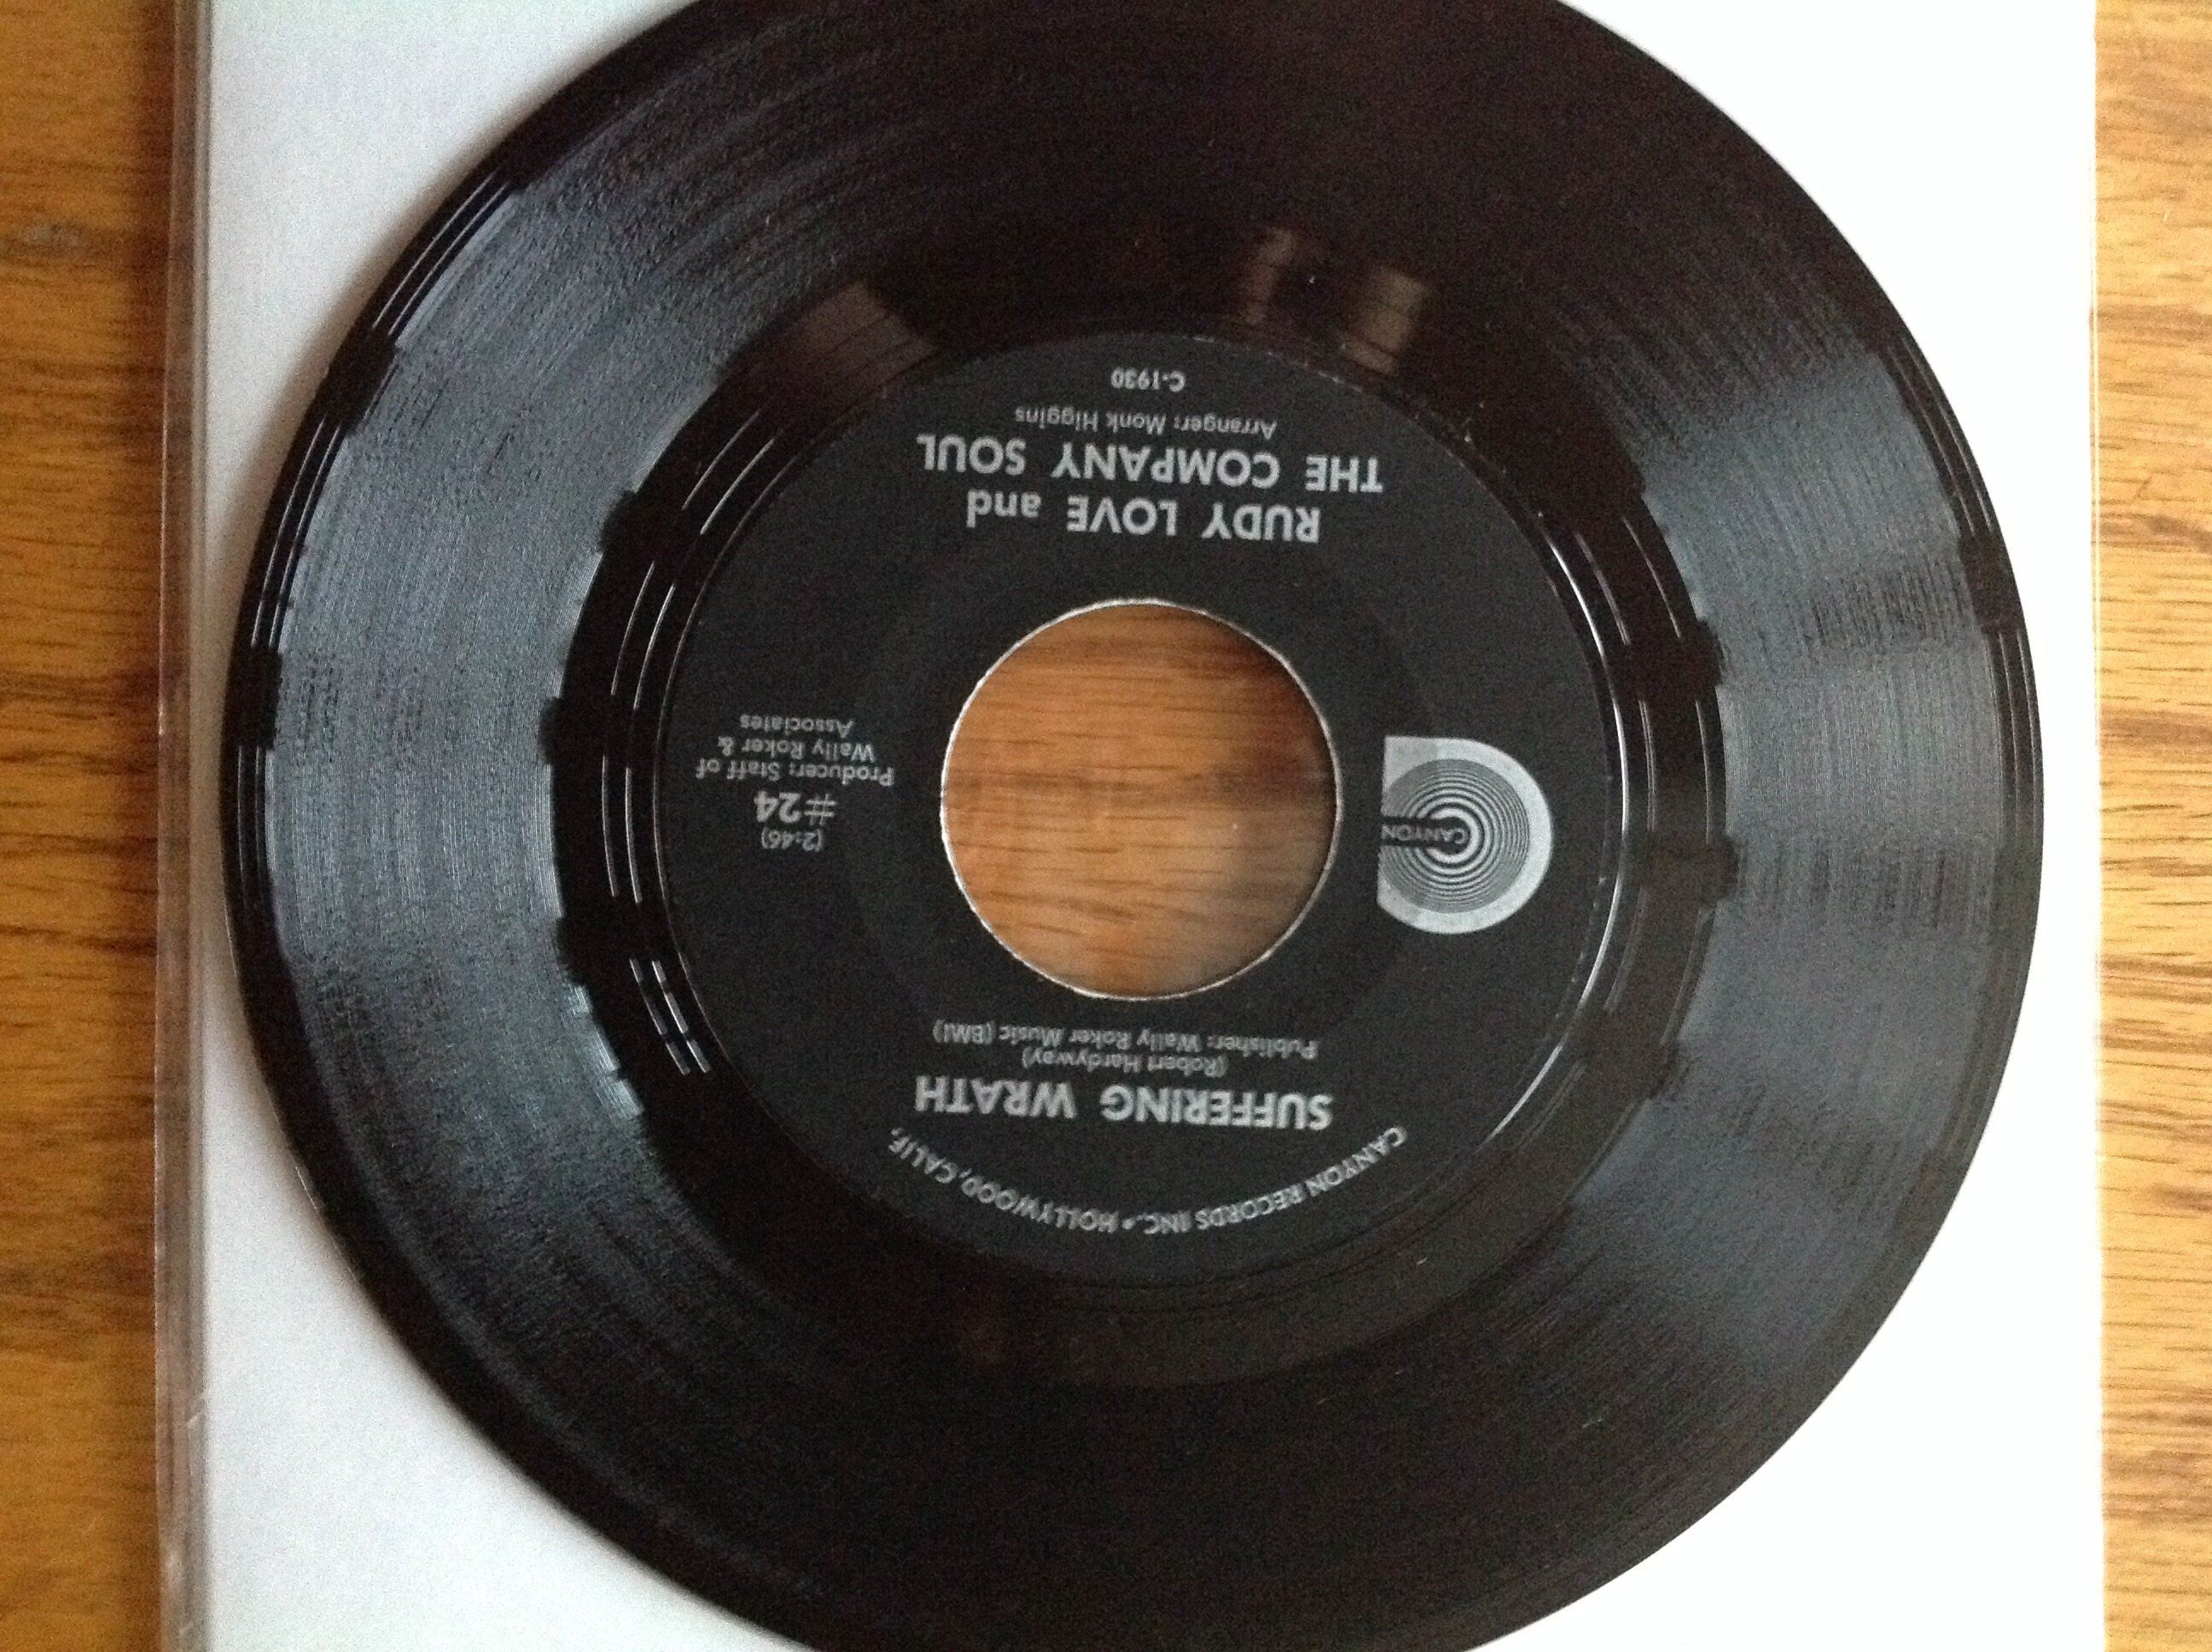 CANYON RECORDS INC. • HOLLYWOOD, CALIF.
SUFFERING WRATH
(Robert Hardyway)
Publisher: Wally Roker Music (BMI)
CANYON
(2:46)
#24
Producer: Staff of
Wally Roker &
Associates
RUDY LOVE and
THE COMPANY SOUL
Arranger: Monk Higgins
C-1930